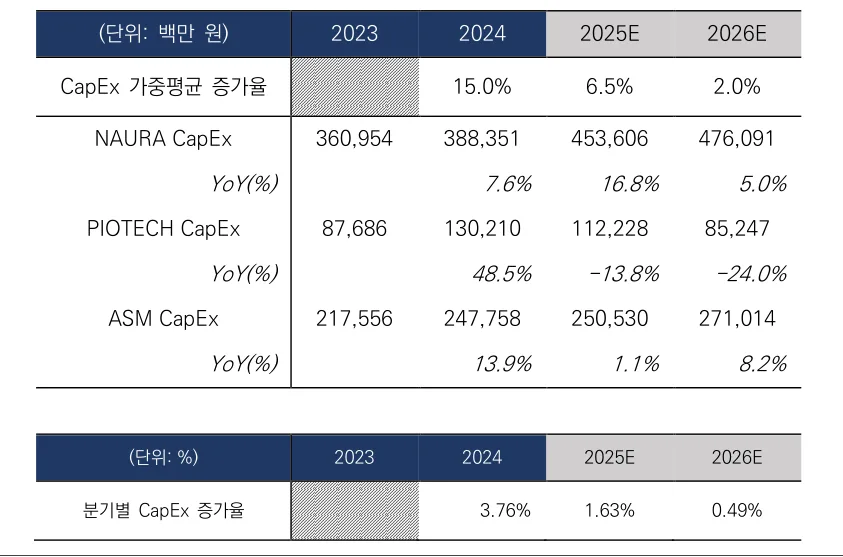 (단위: 백만 원) 2023 2024 2025E 2026E
CapEx 가중평균 증가율 15.0% 6.5% 2.0%
NAURA CapEx 360,954 388,351 453,606 476,091
YoY(%) 7.6% 16.8% 5.0%
PIOTECH CapEx 87,686 130,210 112,228 85,247
YoY(%) 48.5% -13.8% -24.0%
ASM CapEx 217,556 247,758 250,530 271,014
YoY(%) 13.9% 1.1% 8.2%
(단위: %) 2023 2024 2025E 2026E
분기별 CapEx 증가율 3.76% 1.63% 0.49%